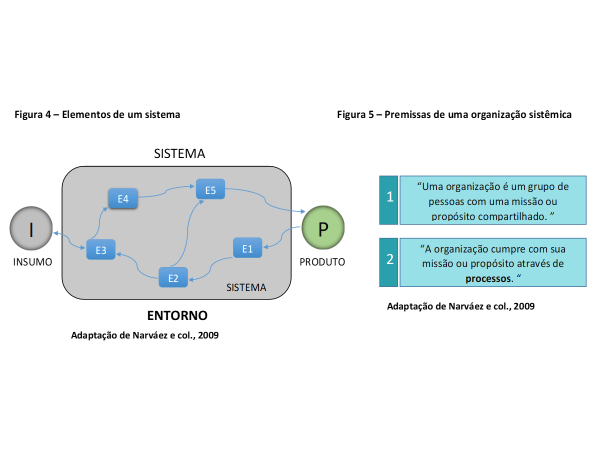 Figura 4 – Elementos de um sistema
Figura 5 – Premissas de uma organização sistêmica
SISTEMA
E4
E5
I
P
E3
E1
E2
INSUMO
PRODUTO
SISTEMA
ENTORNO
Adaptação de Narváez e col., 2009
1
“Uma organização é um grupo de
pessoas com uma missão ou
propósito compartilhado. ”
2
“A organização cumpre com sua
missão ou propósito através de
processos. “
Adaptação de Narváez e col., 2009